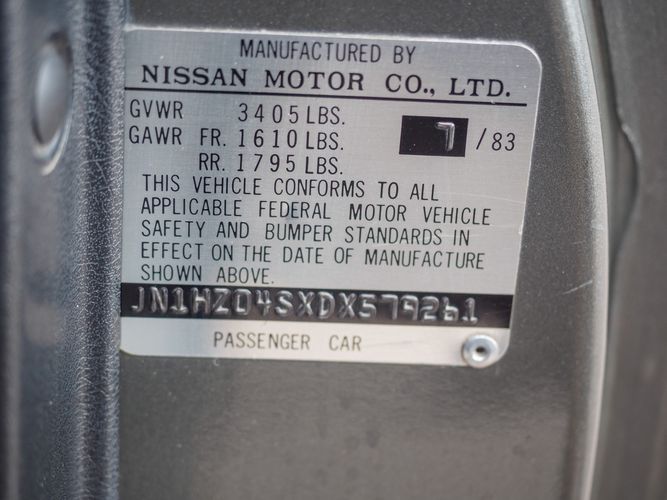 MANUFACTURED BY
NISSAN MOTOR CO., LTD.
GVWR 3405 LBS.
GAWR FR. 1610 LBS. 7 / 83
RR. 1795 LBS.
THIS VEHICLE CONFORMS TO ALL
APPLICABLE FEDERAL MOTOR VEHICLE
SAFETY AND BUMPER STANDARDS IN
EFFECT ON THE DATE OF MANUFACTURE
SHOWN ABOVE.
JN1HZ04SXDX579261
PASSENGER CAR